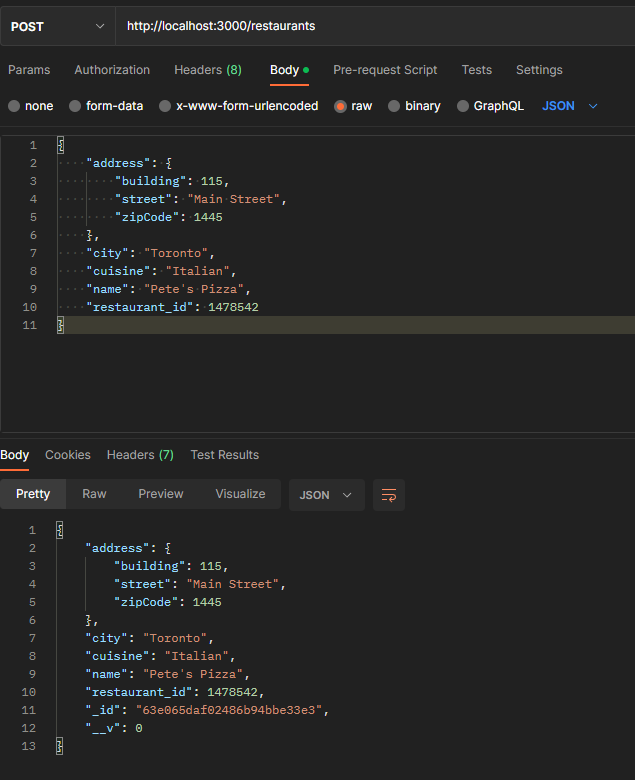 POST http://localhost:3000/restaurants
Params Authorization Headers (8) Body Pre-request Script Tests Settings
none form-data x-www-form-urlencoded raw binary GraphQL JSON
1 {
2 "address": {
3 "building": 115,
4 "street": "Main Street",
5 "zipCode": 1445
6 },
7 "city": "Toronto",
8 "cuisine": "Italian",
9 "name": "Pete's Pizza",
10 "restaurant_id": 1478542
11 }
Body Cookies Headers (7) Test Results
Pretty Raw Preview Visualize JSON
1 {
2 "address": {
3 "building": 115,
4 "street": "Main Street",
5 "zipCode": 1445
6 },
7 "city": "Toronto",
8 "cuisine": "Italian",
9 "name": "Pete's Pizza",
10 "restaurant_id": 1478542,
11 "_id": "63e065daf02486b94bbe33e3",
12 "__v": 0
13 }